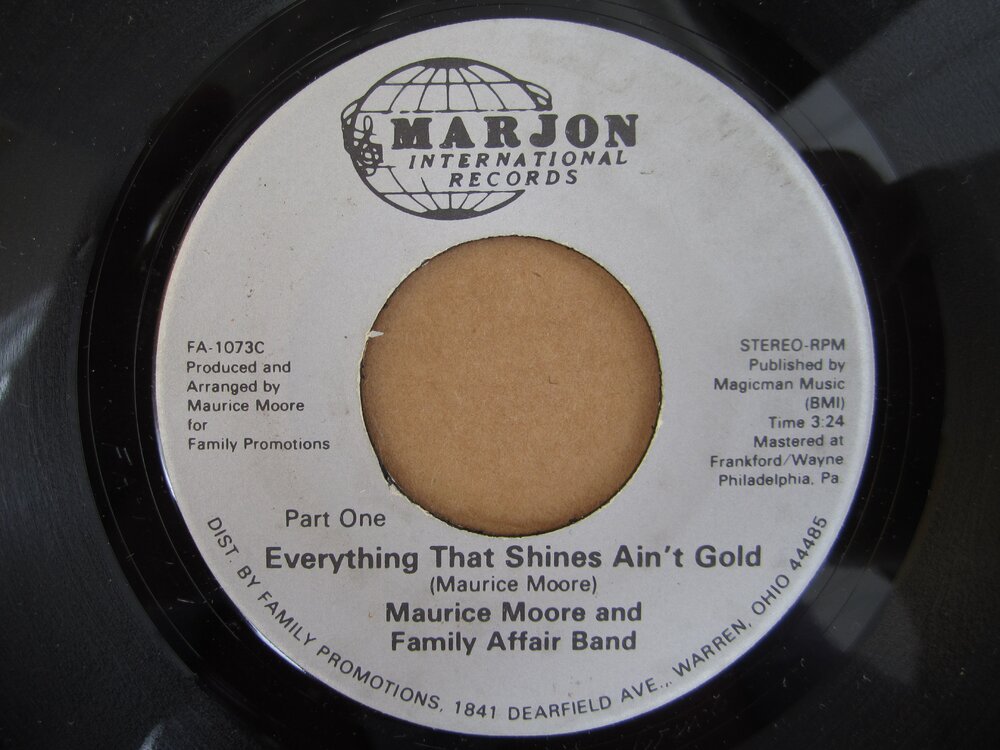 MARJON
INTERNATIONAL
RECORDS
FA-1073C
Produced and
Arranged by
Maurice Moore
for
Family Promotions
STEREO-RPM
Published by
Magicman Music
(BMI)
Time 3:24
Mastered at
Frankford/Wayne
Philadelphia, Pa.
Part One
Everything That Shines Ain't Gold
(Maurice Moore)
Maurice Moore and
Family Affair Band
DIST. BY FAMILY PROMOTIONS, 1841 DEARFIELD AVE., WARREN, OHIO 44485